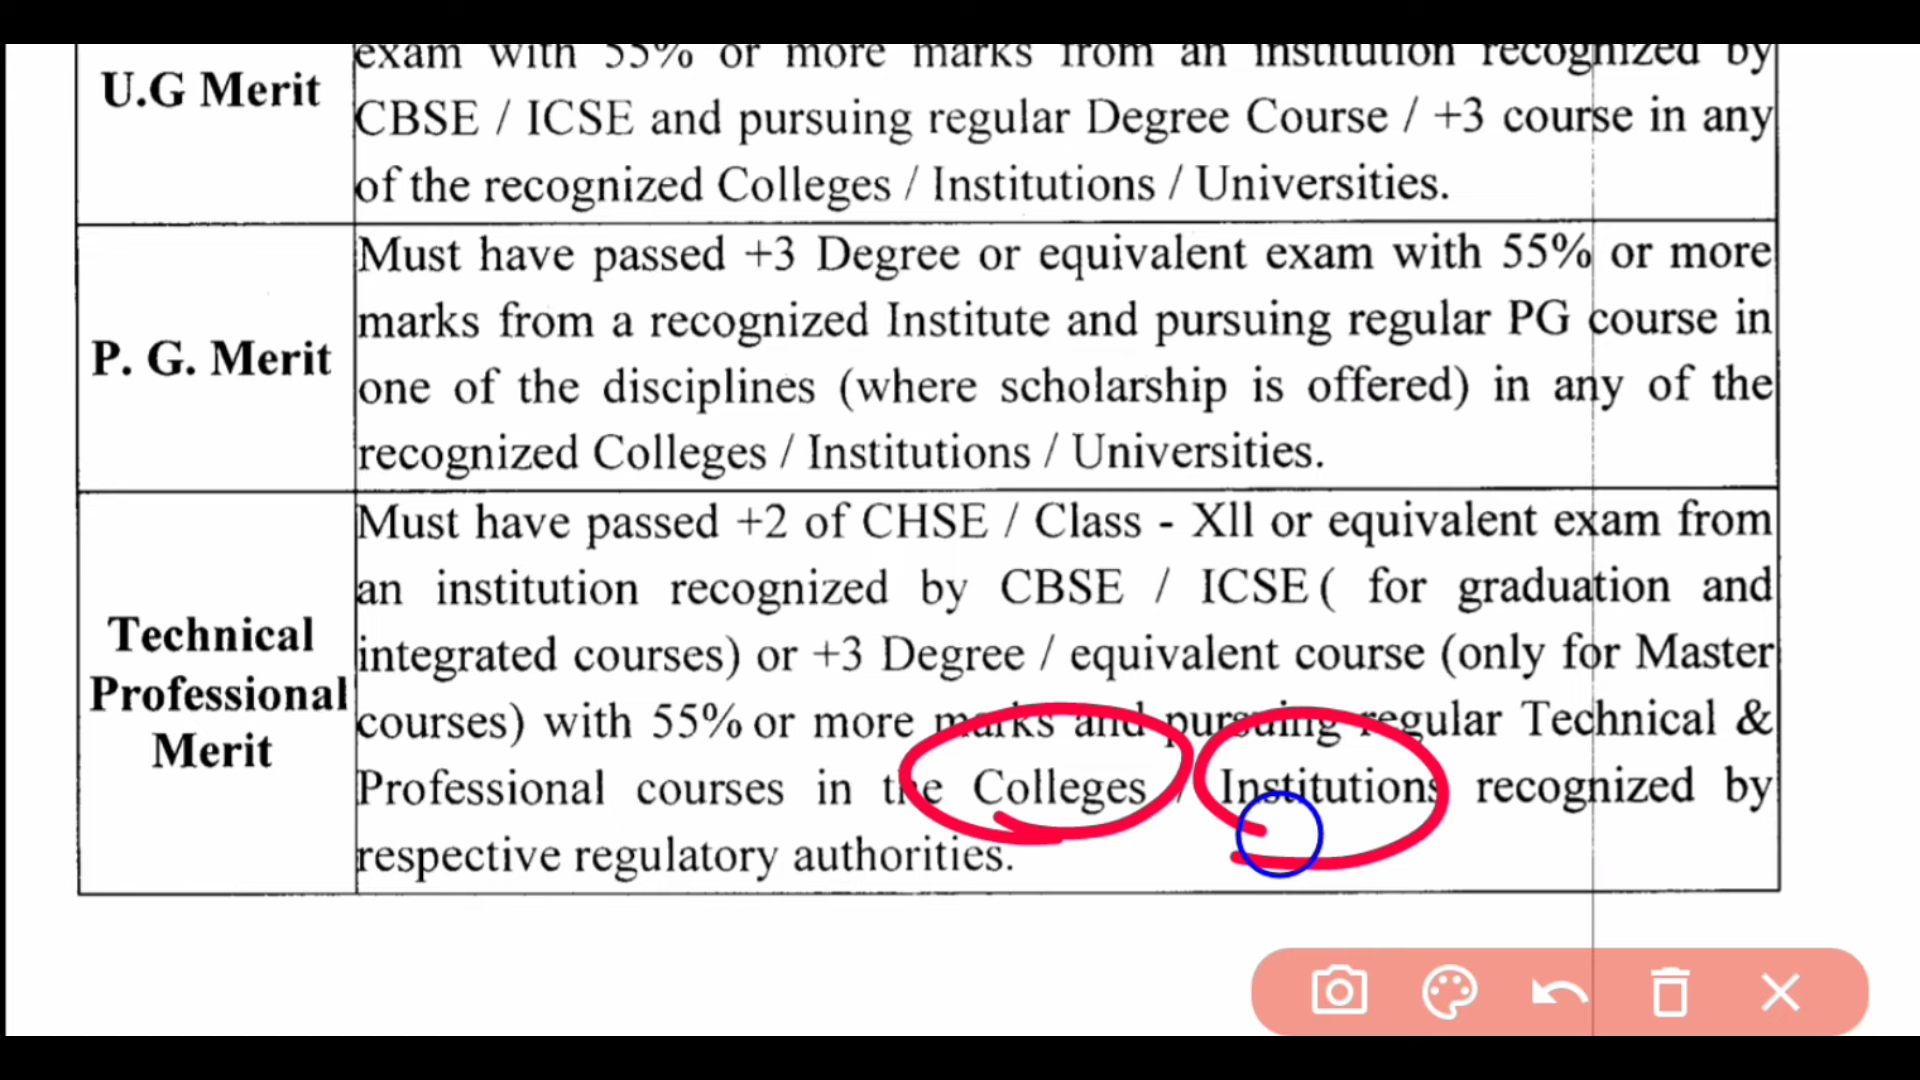 exam with 55% or more marks from an institution recognized by
U.G Merit
CBSE / ICSE and pursuing regular Degree Course / +3 course in any
of the recognized Colleges / Institutions / Universities.
Must have passed +3 Degree or equivalent exam with 55% or more
marks from a recognized Institute and pursuing regular PG course in
P. G. Merit
one of the disciplines (where scholarship is offered) in any of the
recognized Colleges / Institutions / Universities.
Must have passed +2 of CHSE / Class - Xll or equivalent exam from
an institution recognized by CBSE / ICSE ( for graduation and
Technical
integrated courses) or +3 Degree / equivalent course (only for Master
Professional
courses) with 55% or more marks and pursuing regular Technical &
Merit
Professional courses in the Colleges / Institutions recognized by
respective regulatory authorities.